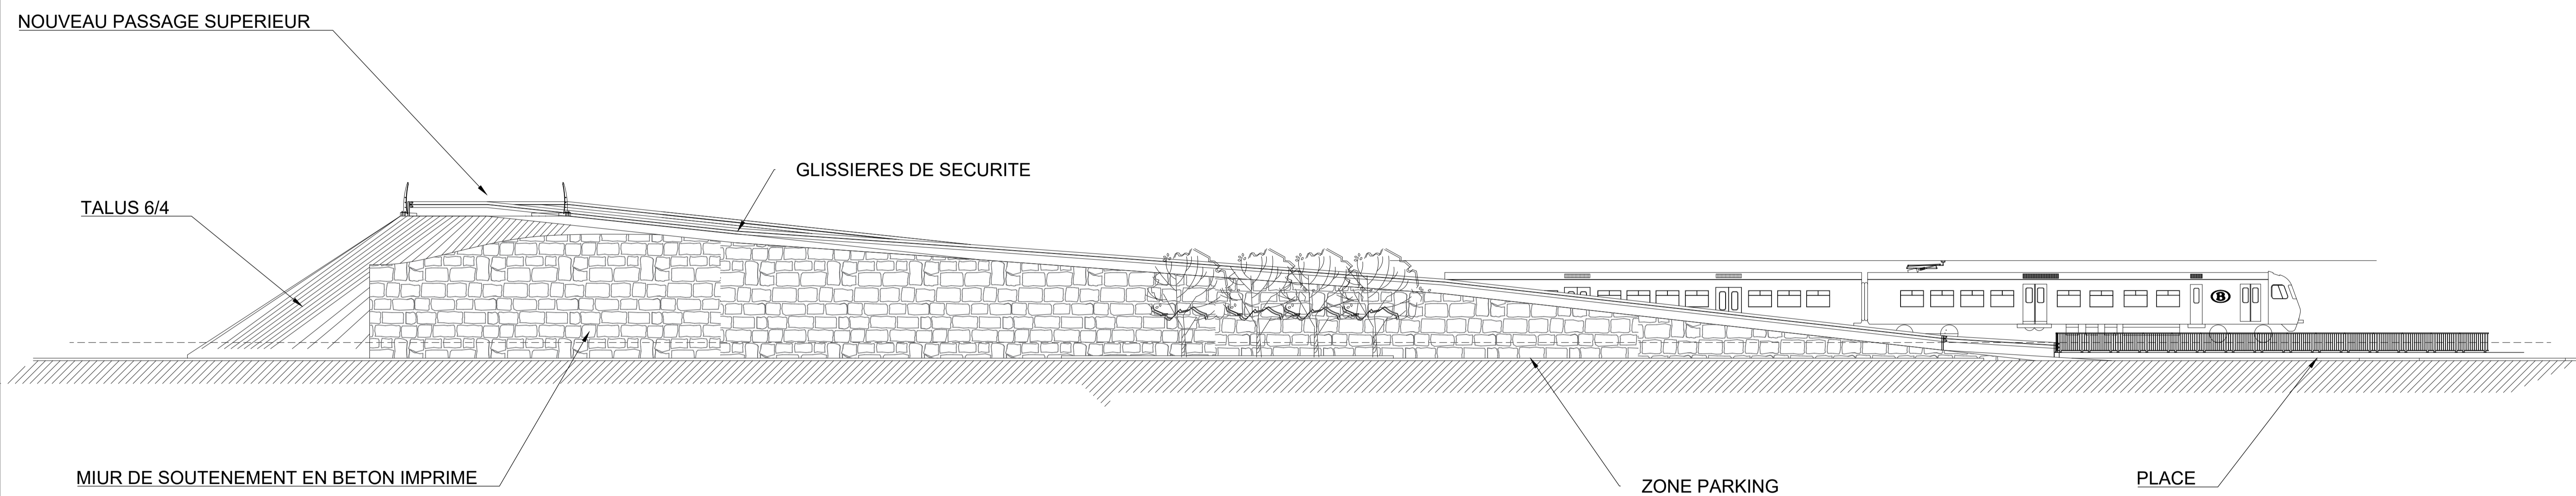 NOUVEAU PASSAGE SUPERIEUR
GLISSIERES DE SECURITE
TALUS 6/4
B
MIUR DE SOUTENEMENT EN BETON IMPRIME
ZONE PARKING
PLACE